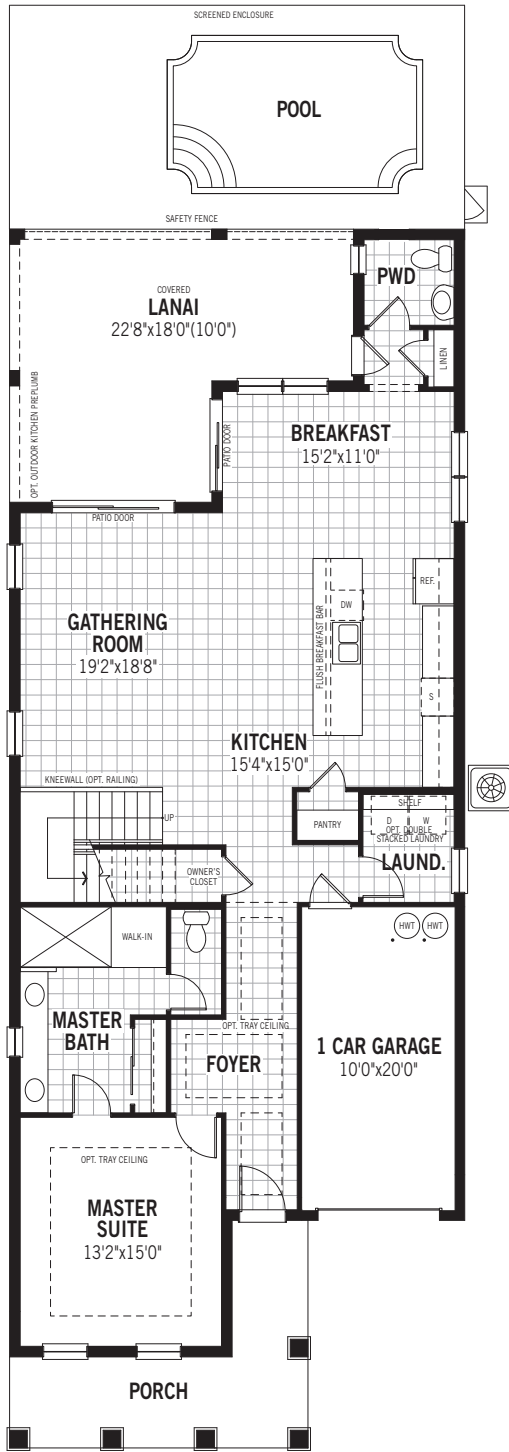 SCREENED ENCLOSURE
POOL
SAFETY FENCE
COVERED
LANAI
22'8"x18'0"(10'0")
PWD
LINEN
OPT. OUTDOOR KITCHEN PREPLUMB
PATIO DOOR
BREAKFAST
15'2"x11'0"
PATIO DOOR
GATHERING
ROOM
19'2"x18'8"
FLUSH BREAKFAST BAR
DW
REF.
S
KITCHEN
15'4"x15'0"
KNEEWALL (OPT. RAILING)
UP
PANTRY
SHELF
D W
OPT. DOUBLE
STACKED LAUNDRY
LAUND.
OWNER'S
CLOSET
WALK-IN
HWT HWT
MASTER
BATH
OPT. TRAY CEILING
FOYER
1 CAR GARAGE
10'0"x20'0"
OPT. TRAY CEILING
MASTER
SUITE
13'2"x15'0"
PORCH